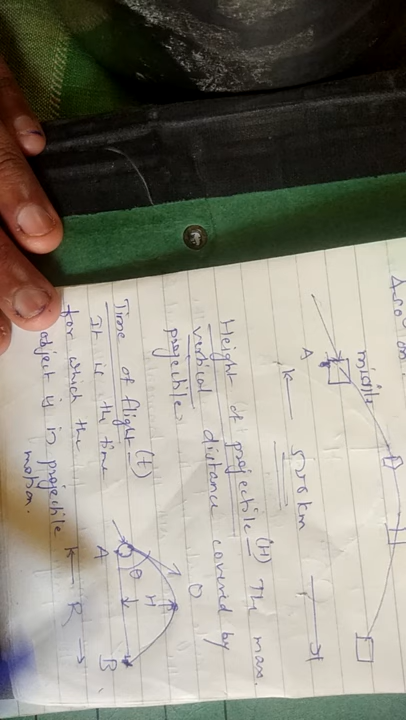 missile
A
K 500 km
Height of projectile (H) The max.
vertical distance covered by
projectile.
Time of flight (t)
It is the time
for which the
object is in projectile
motion.
θ H
A B
K R